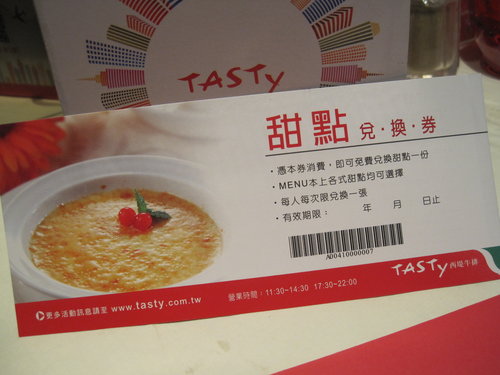 TASTy
甜點 兌·換·券
·憑本券消費，即可免費兌換甜點一份
·MENU本上各式甜點均可選擇
·每人每次限兌換一張
·有效期限： 年 月 日止
A00410000007
TASTy 西堤牛排
更多活動訊息請至 www.tasty.com.tw 營業時間：11:30~14:30 17:30~22:00